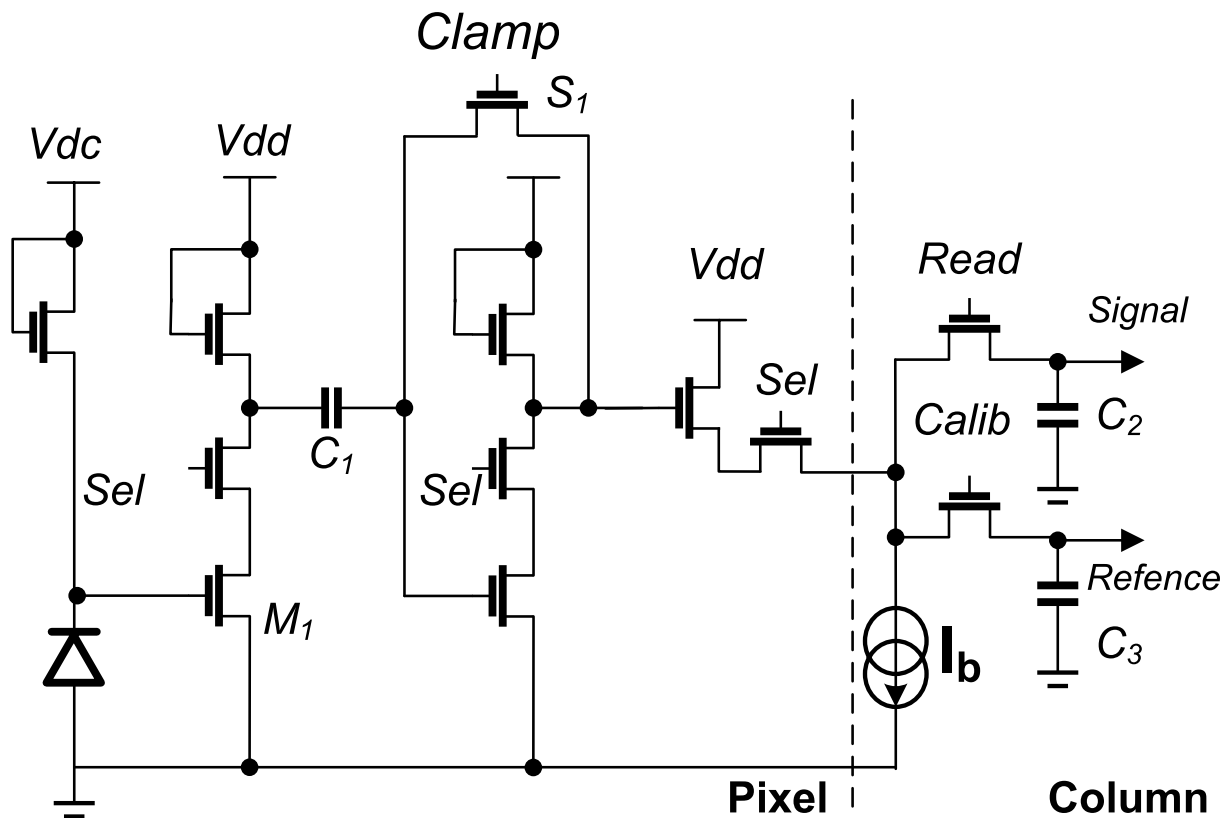 Clamp
S1
Vdc
Vdd
Vdd
Read
Signal
Sel
Calib
C2
C1
Sel
Sel
Refence
M1
C3
Ib
Pixel
Column